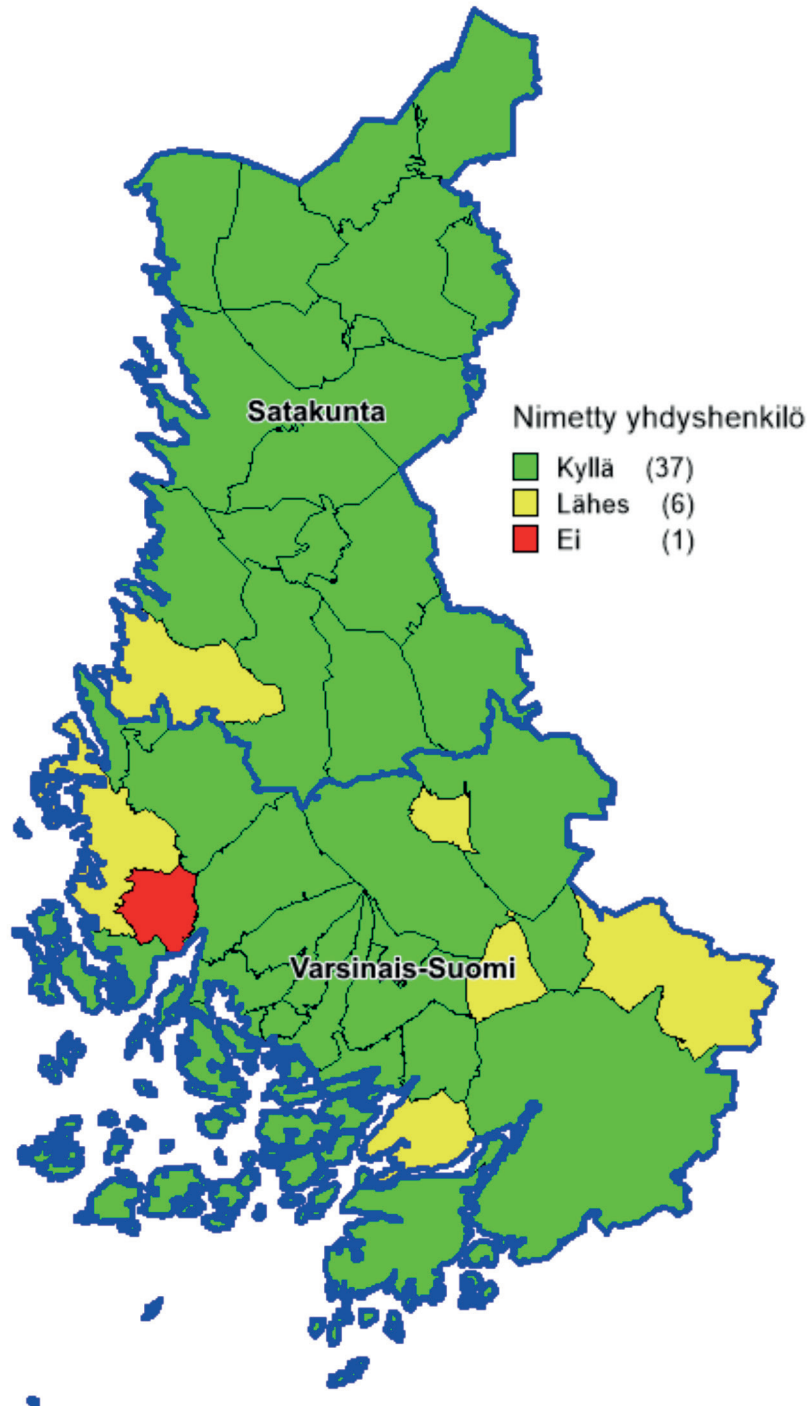 Satakunta
Nimetty yhdyshenkilö
Kyllä (37)
Lähes (6)
Ei (1)
Varsinais-Suomi